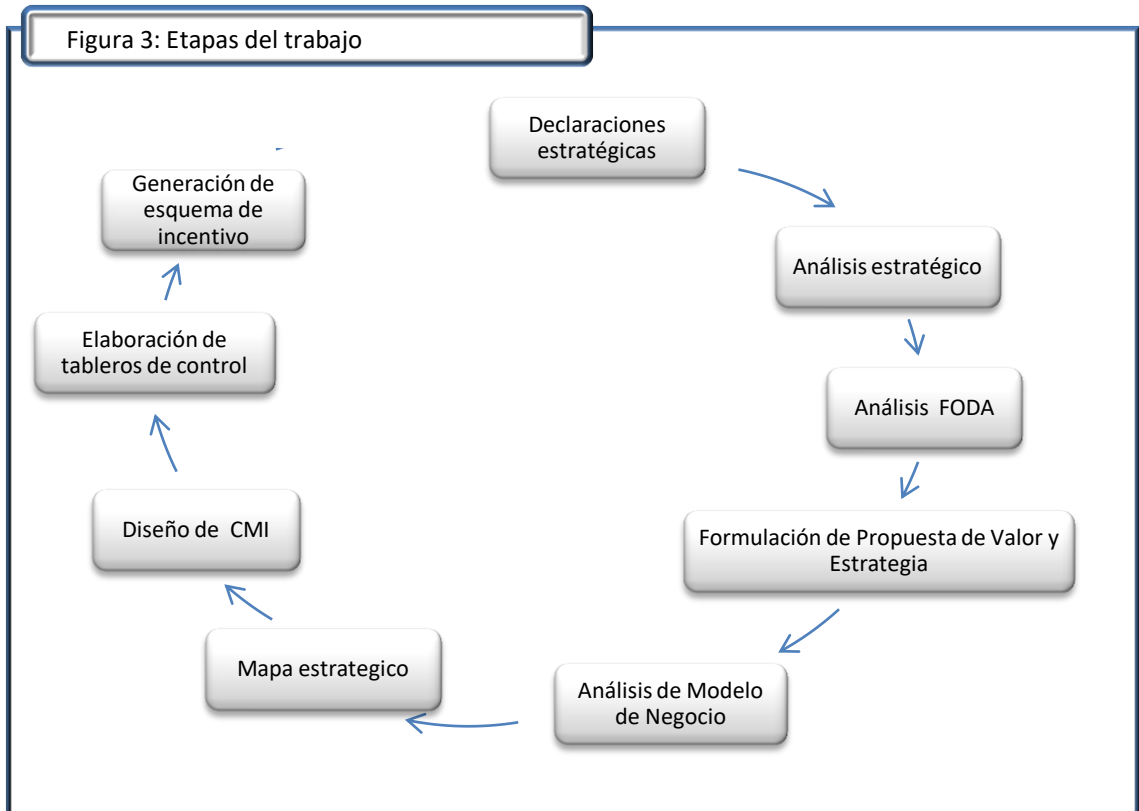 Figura 3: Etapas del trabajo
Declaraciones
estratégicas
Análisis estratégico
Análisis FODA
Formulación de Propuesta de Valor y
Estrategia
Análisis de Modelo
de Negocio
Mapa estrategico
Diseño de CMI
Elaboración de
tableros de control
Generación de
esquema de
incentivo